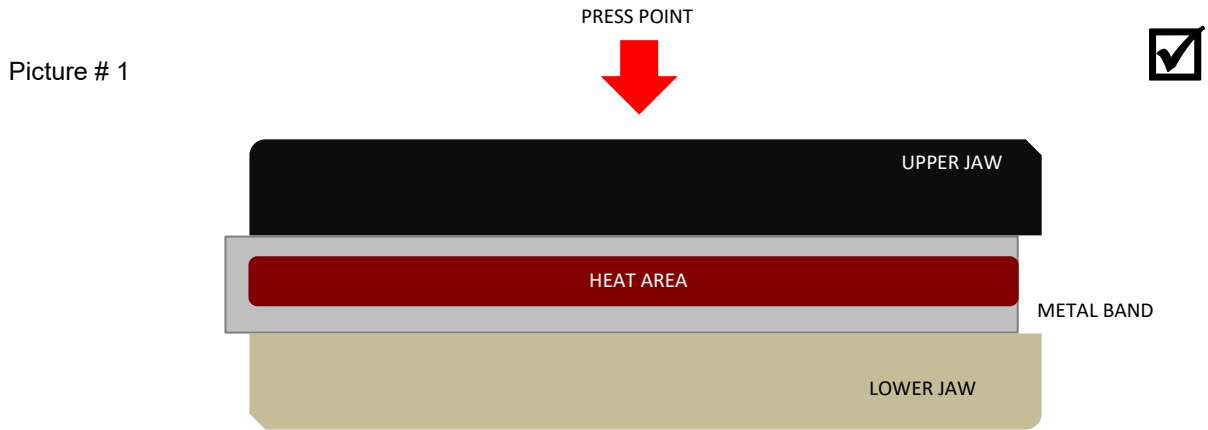 PRESS POINT
Picture # 1
UPPER JAW
HEAT AREA
METAL BAND
LOWER JAW